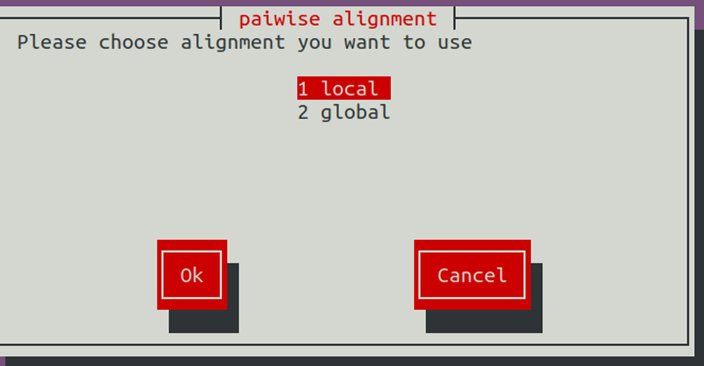 paiwise alignment
Please choose alignment you want to use
1 local
2 global
Ok
Cancel